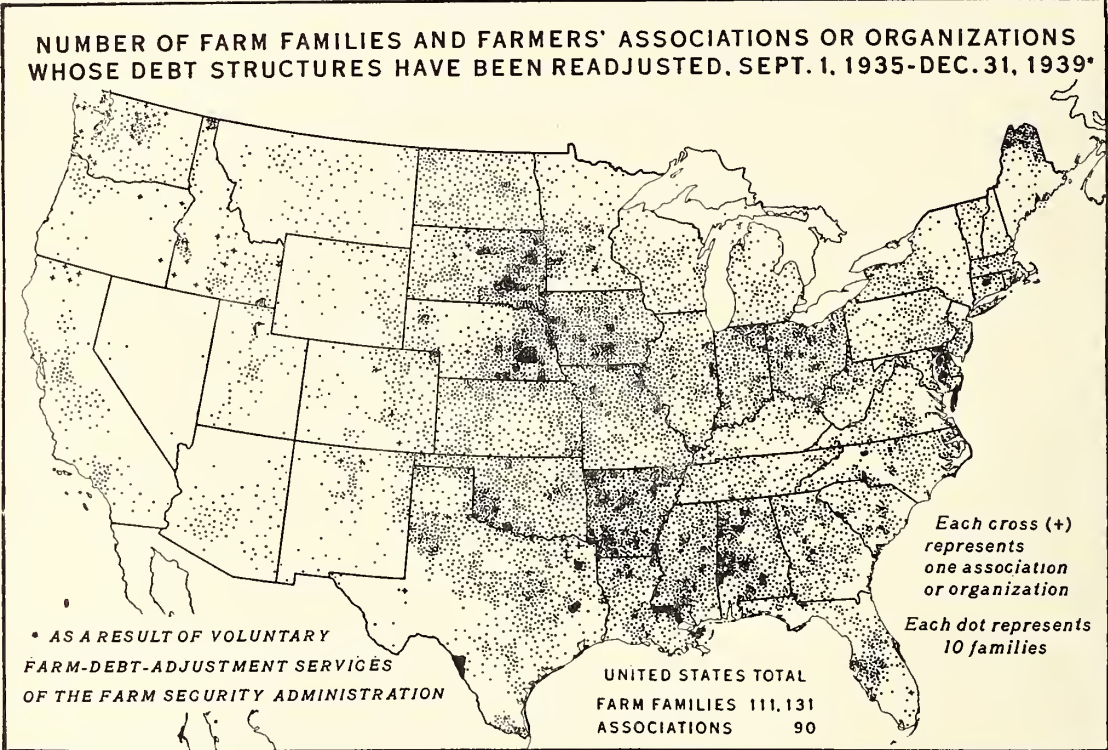 NUMBER OF FARM FAMILIES AND FARMERS' ASSOCIATIONS OR ORGANIZATIONS
WHOSE DEBT STRUCTURES HAVE BEEN READJUSTED, SEPT. 1, 1935-DEC. 31, 1939*
Each cross (+)
represents
one association
or organization
Each dot represents
10 families
* AS A RESULT OF VOLUNTARY
FARM-DEBT-ADJUSTMENT SERVICES
OF THE FARM SECURITY ADMINISTRATION
UNITED STATES TOTAL
FARM FAMILIES 111,131
ASSOCIATIONS 90